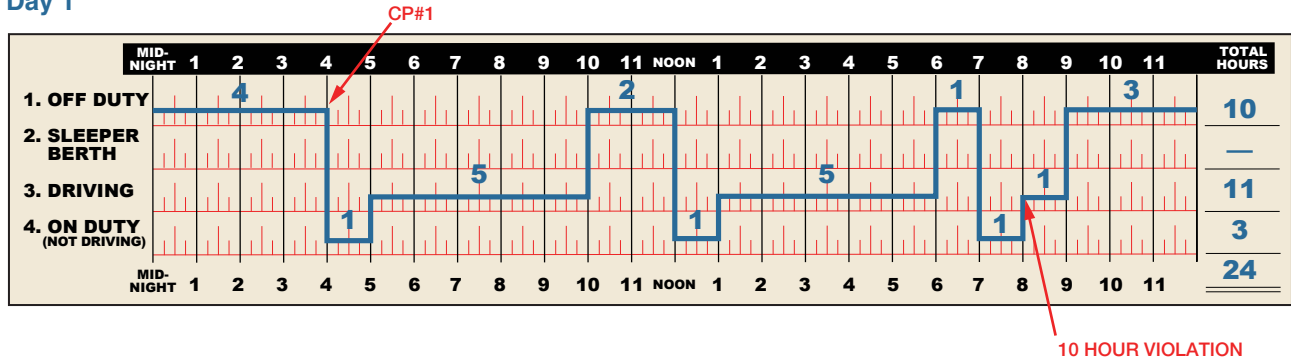 Day 1
CP#1
MID-NIGHT 1 2 3 4 5 6 7 8 9 10 11 NOON 1 2 3 4 5 6 7 8 9 10 11 TOTAL HOURS
1. OFF DUTY 4 2 1 3 10
2. SLEEPER BERTH —
3. DRIVING 5 5 1 11
4. ON DUTY (NOT DRIVING) 1 1 1 3
MID-NIGHT 1 2 3 4 5 6 7 8 9 10 11 NOON 1 2 3 4 5 6 7 8 9 10 11 24
10 HOUR VIOLATION